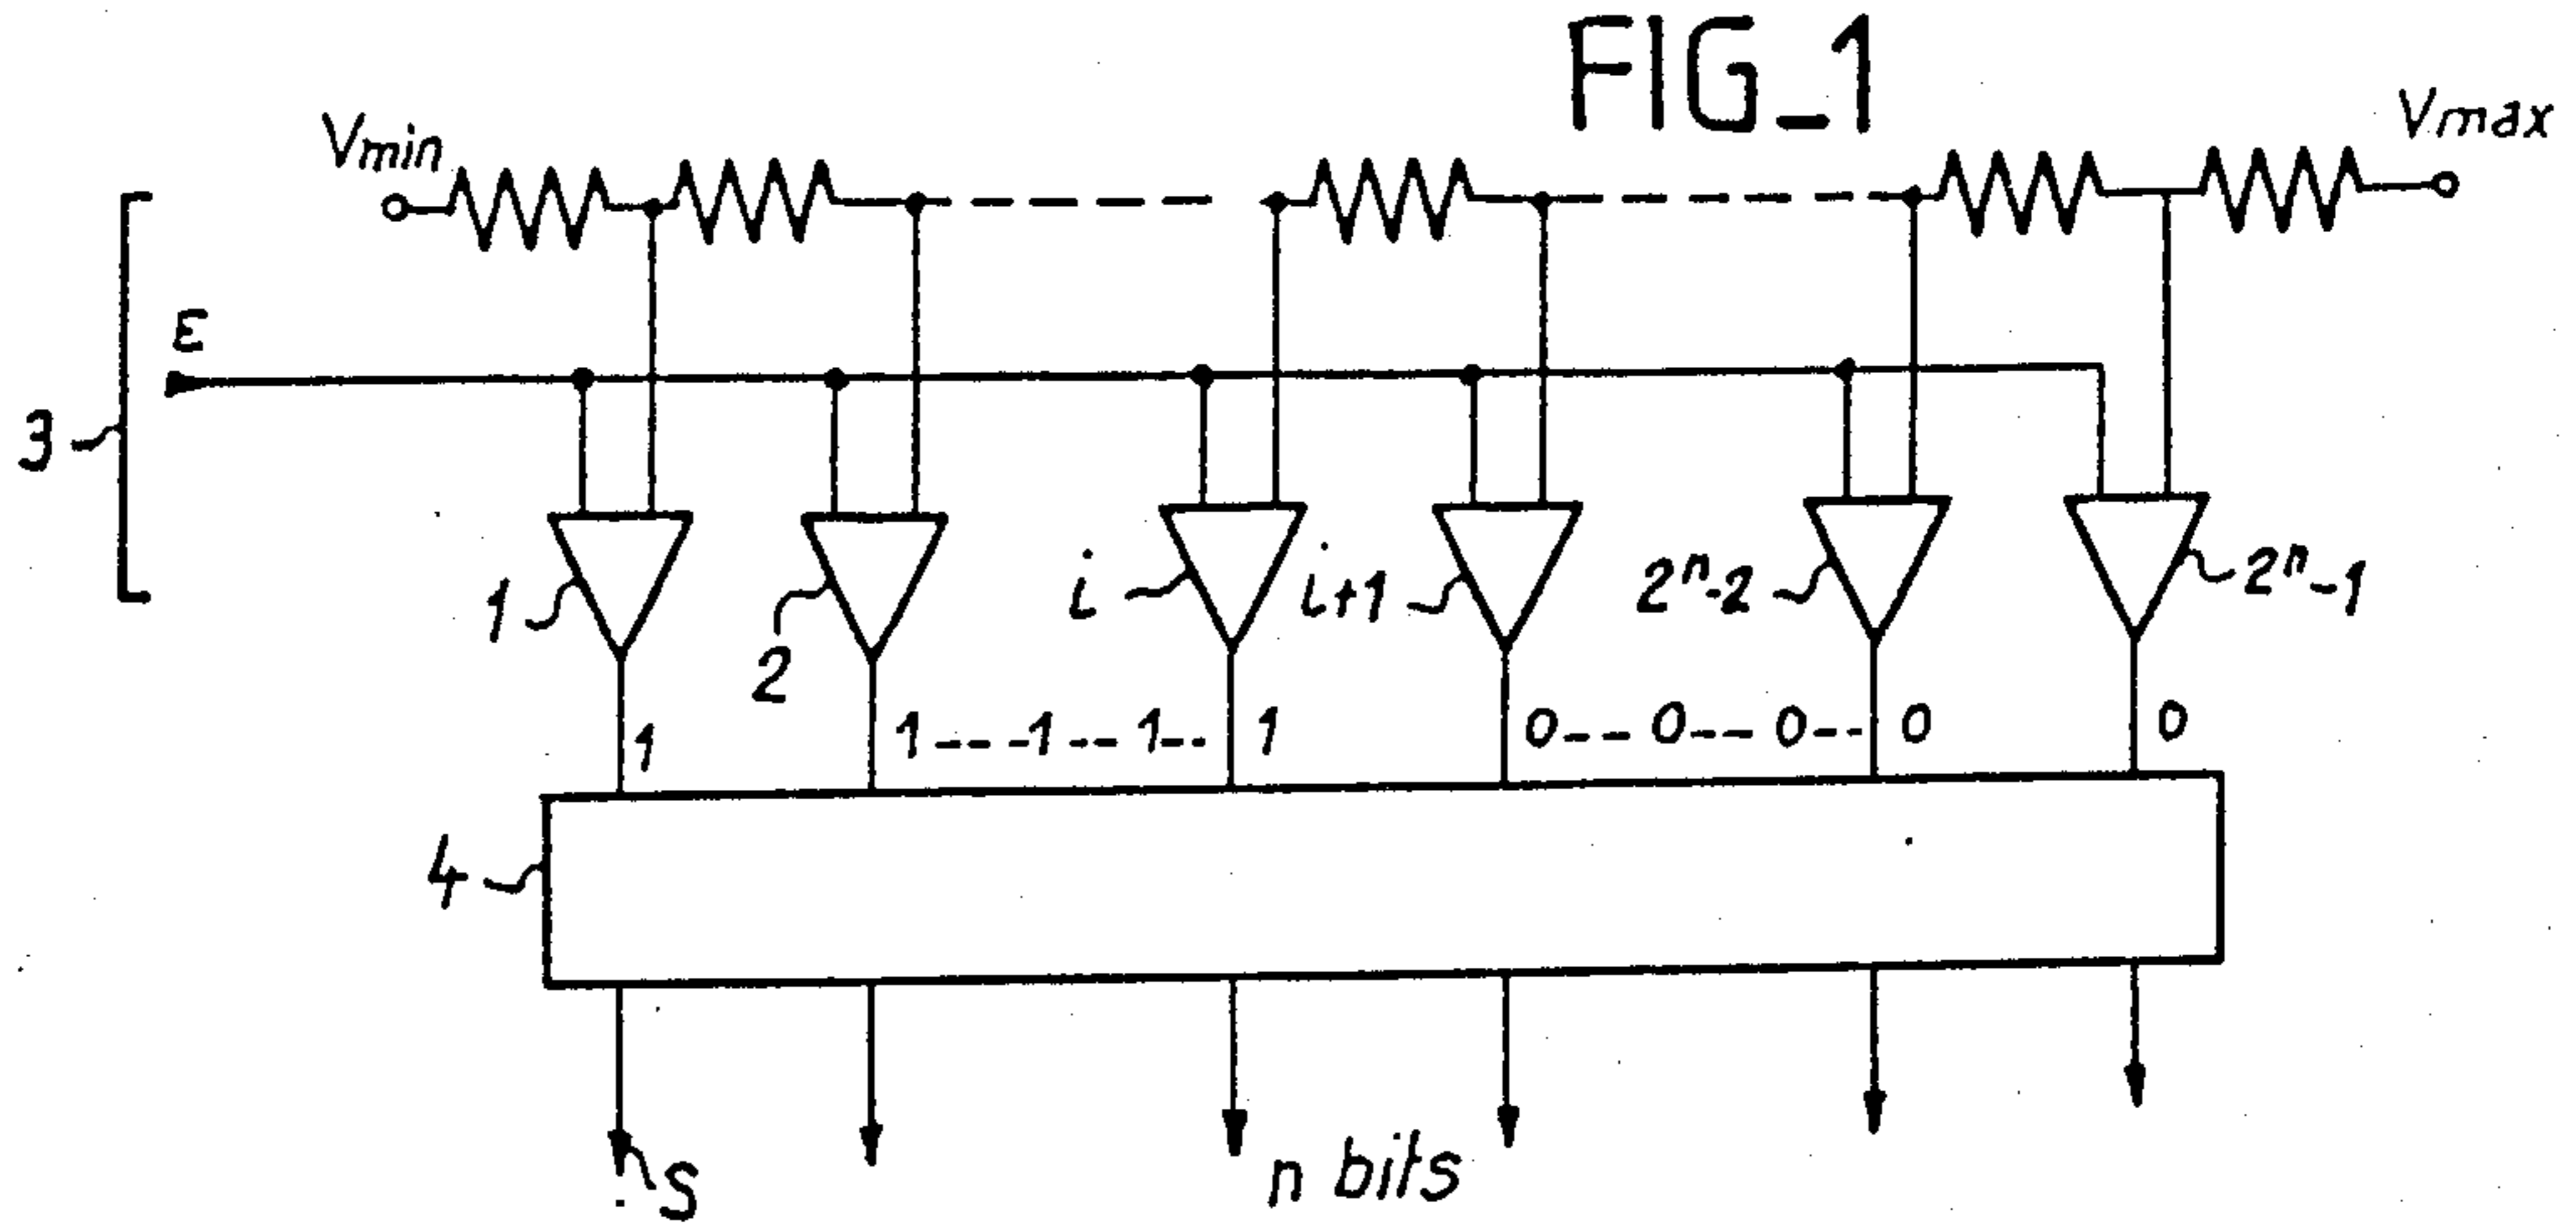 FIG_1
Vmin
Vmax
E
3
1
2
i
i+1
2ⁿ-2
2ⁿ-1
1 1---1--1-- 1 0---0---0--- 0 0
4
S
n bits